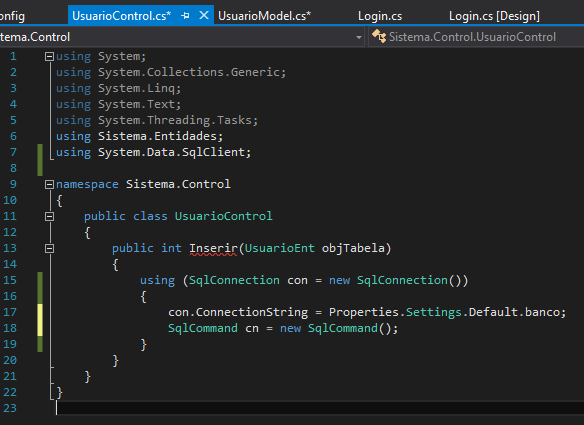 onfig UsuarioControl.cs* UsuarioModel.cs* Login.cs Login.cs [Design]
tema.Control Sistema.Control.UsuarioControl
1 using System;
2 using System.Collections.Generic;
3 using System.Linq;
4 using System.Text;
5 using System.Threading.Tasks;
6 using Sistema.Entidades;
7 using System.Data.SqlClient;
8
9 namespace Sistema.Control
10 {
11 public class UsuarioControl
12 {
13 public int Inserir(UsuarioEnt objTabela)
14 {
15 using (SqlConnection con = new SqlConnection())
16 {
17 con.ConnectionString = Properties.Settings.Default.banco;
18 SqlCommand cn = new SqlCommand();
19 }
20 }
21 }
22 }
23